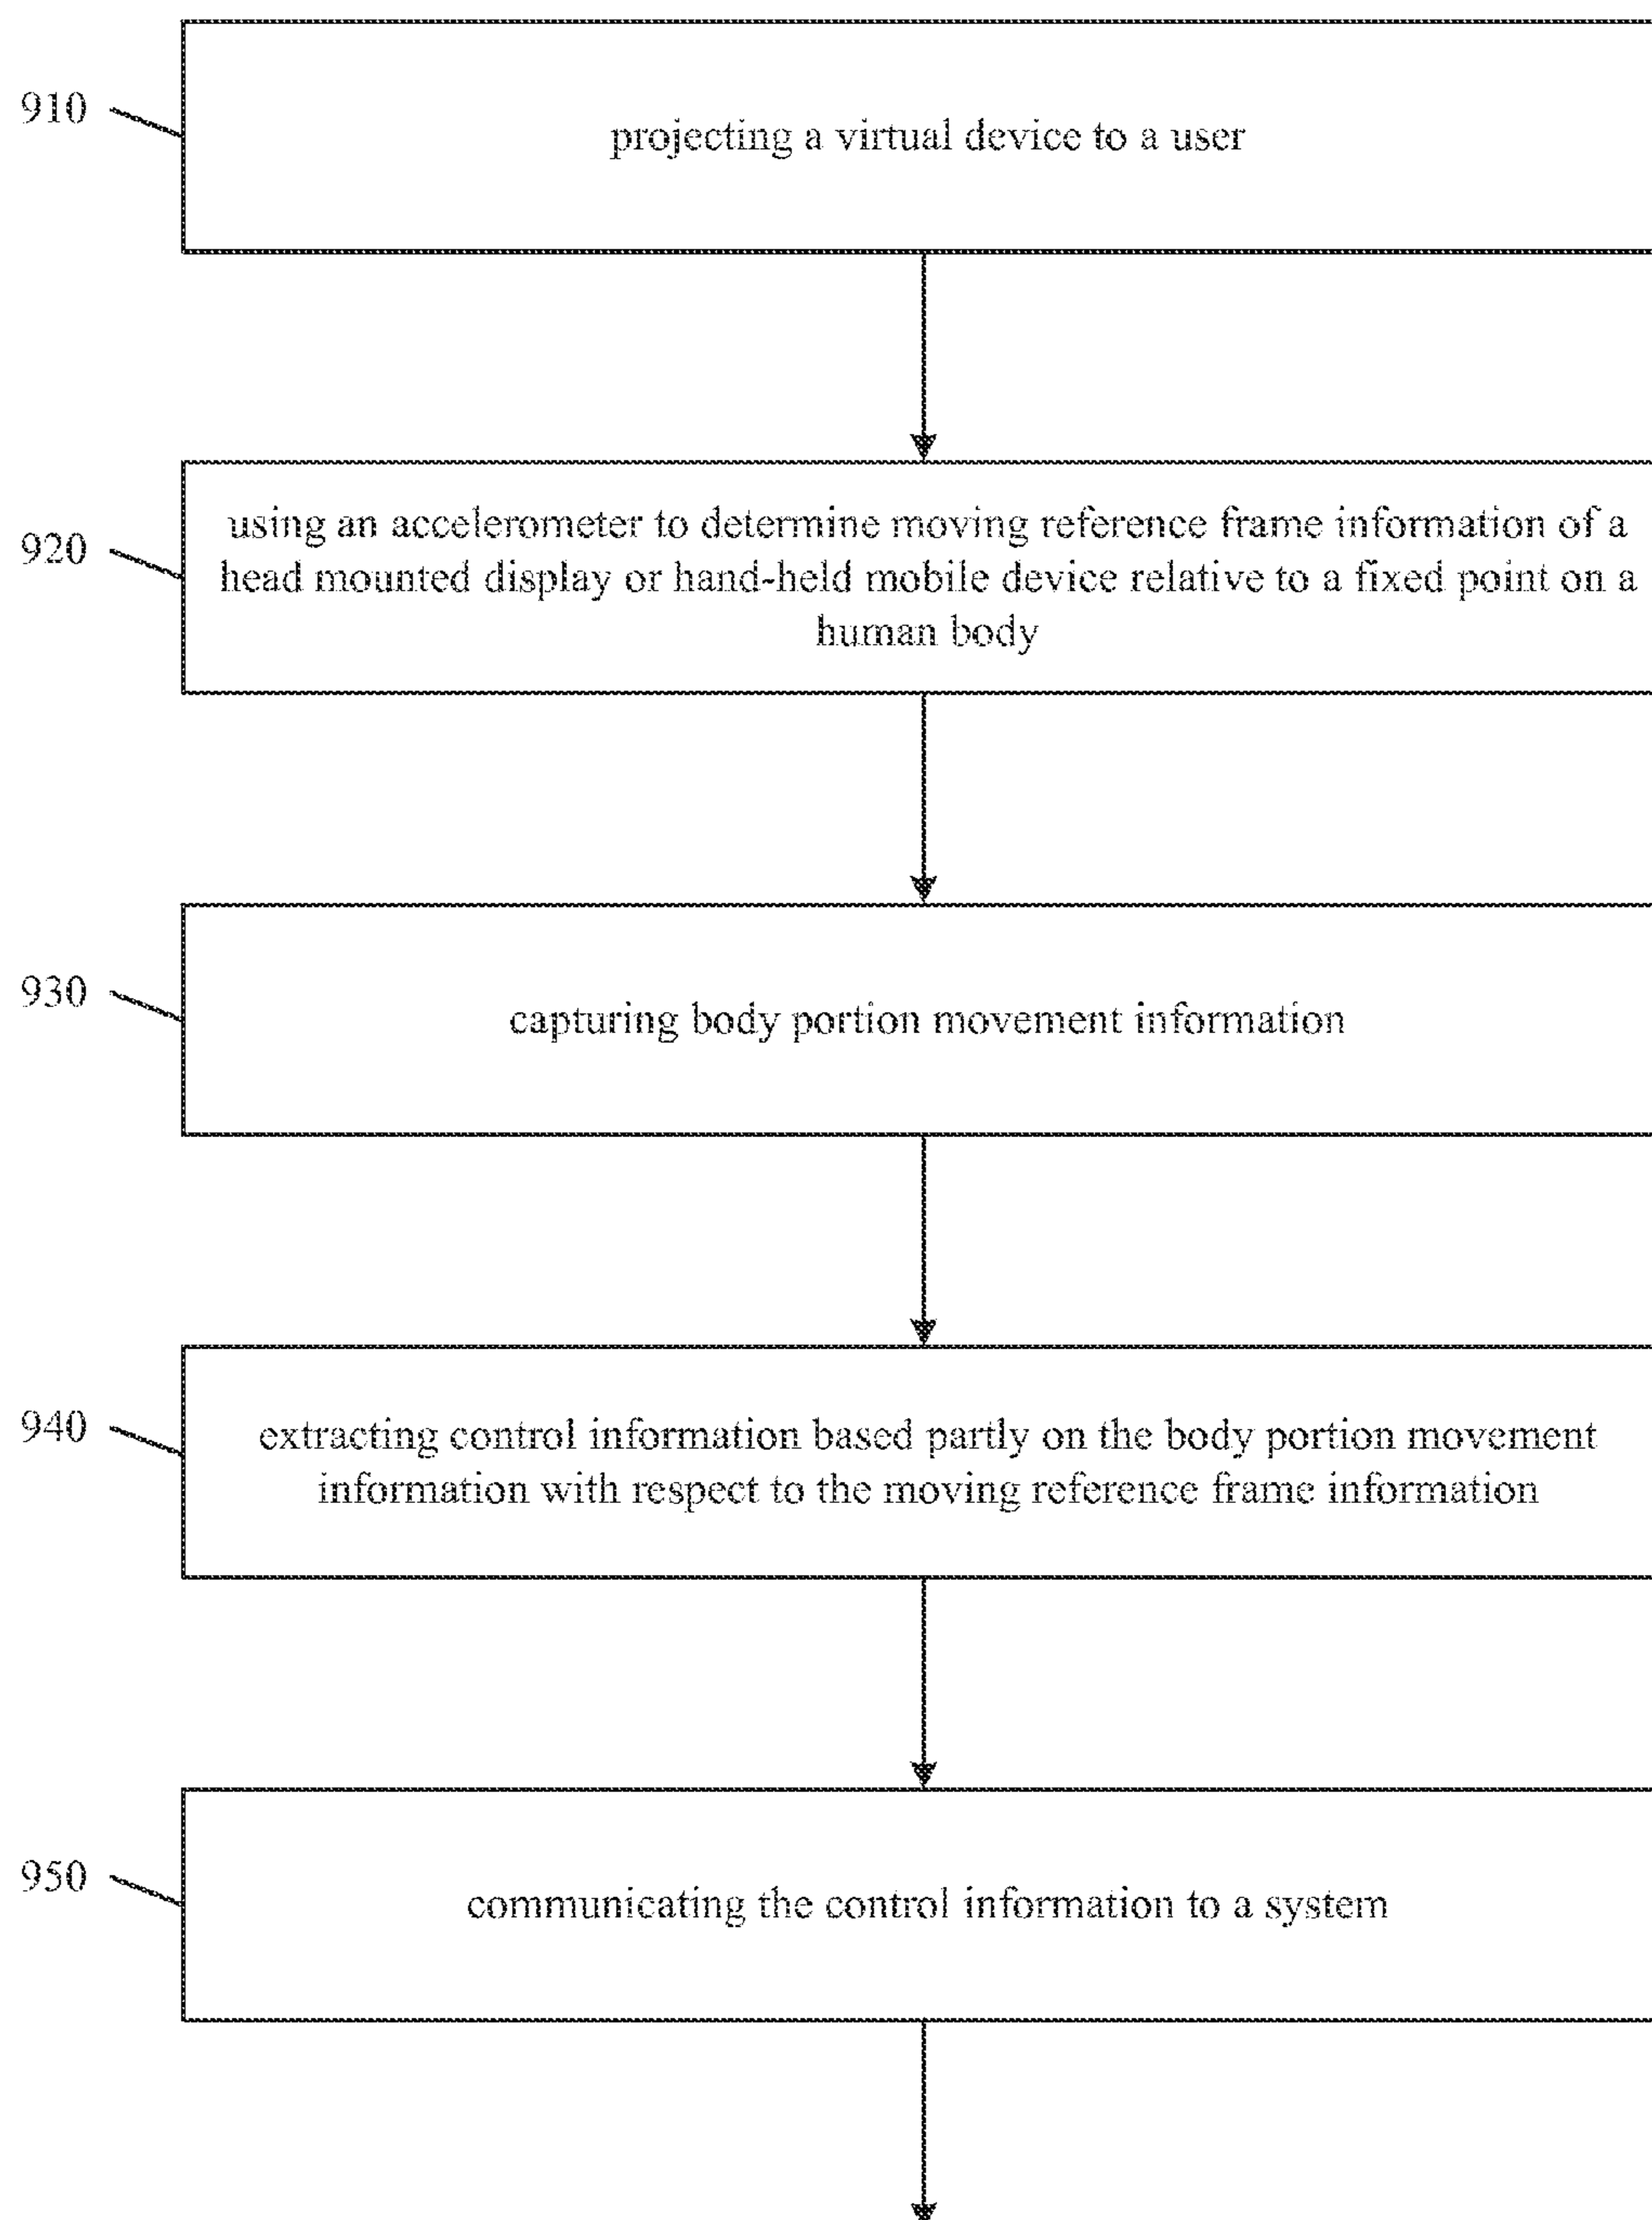 910
projecting a virtual device to a user
920
using an accelerometer to determine moving reference frame information of a
head mounted display or hand-held mobile device relative to a fixed point on a
human body
930
capturing body portion movement information
940
extracting control information based partly on the body portion movement
information with respect to the moving reference frame information
950
communicating the control information to a system